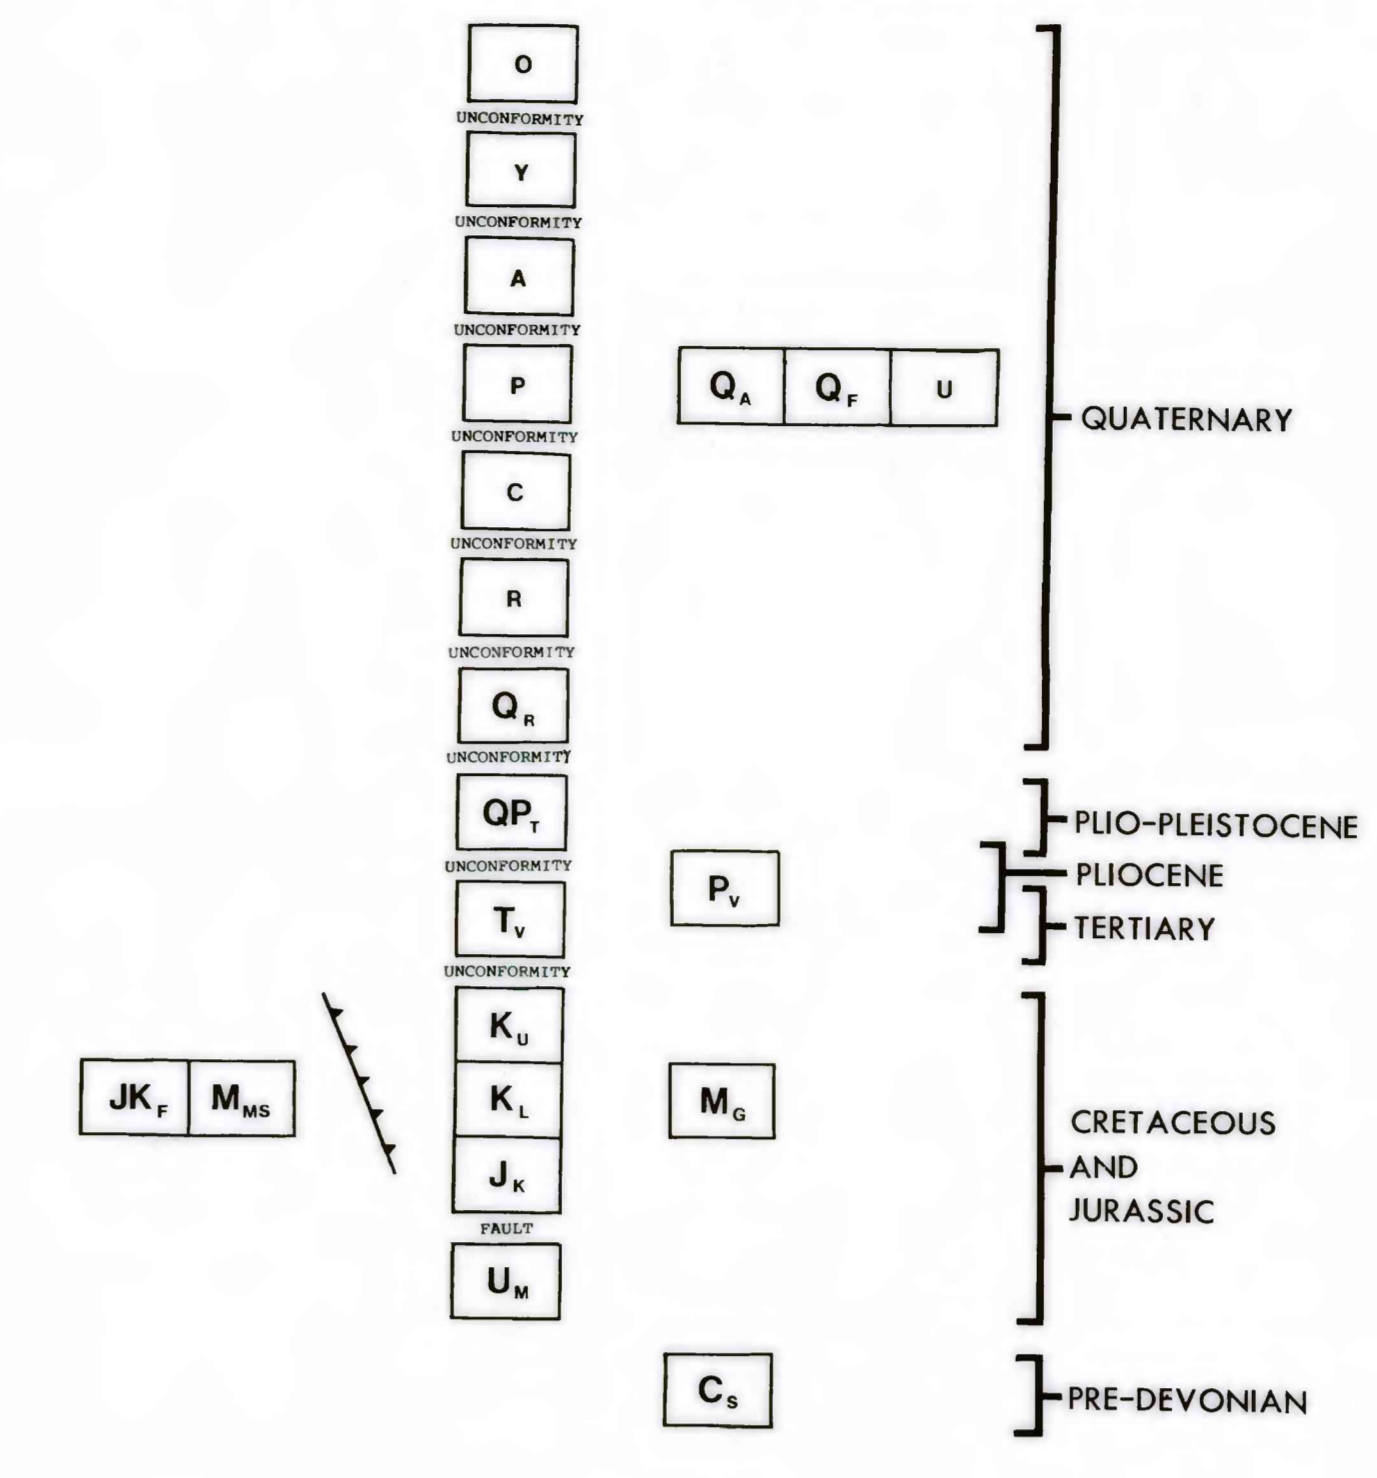 O
UNCONFORMITY
Y
UNCONFORMITY
A
UNCONFORMITY
P
QA QF U
QUATERNARY
UNCONFORMITY
C
UNCONFORMITY
R
UNCONFORMITY
QR
UNCONFORMITY
QPT
PLIO-PLEISTOCENE
UNCONFORMITY
PV
PLIOCENE
TV
TERTIARY
UNCONFORMITY
KU
JKF MMS
KL
MG
CRETACEOUS
AND
JURASSIC
JK
FAULT
UM
CS
PRE-DEVONIAN